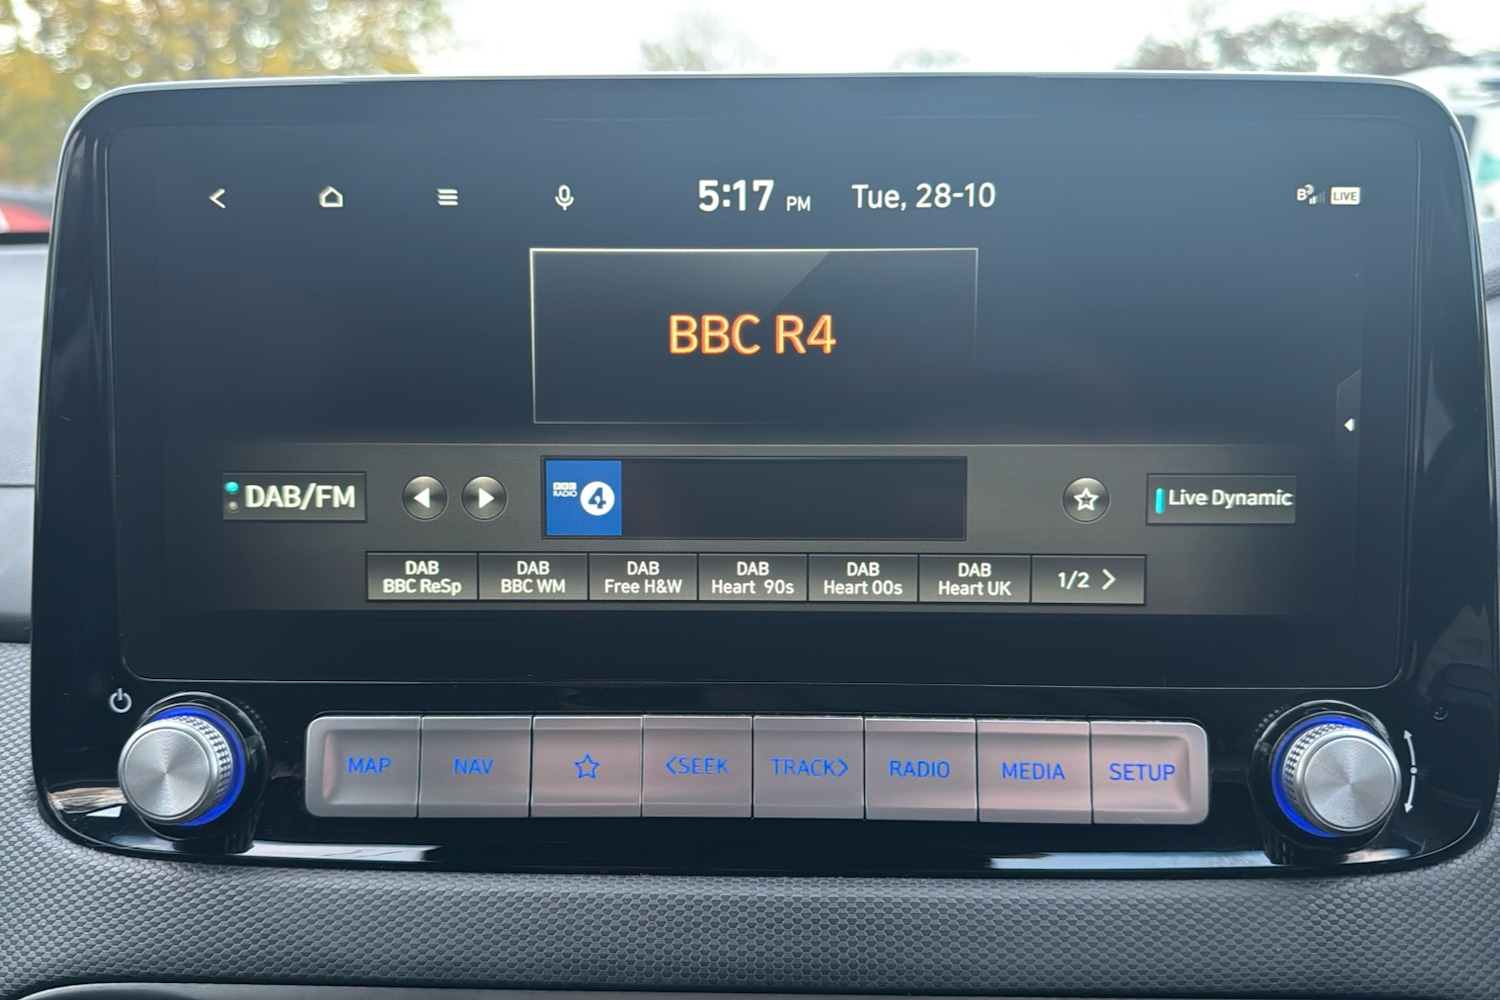 5:17 PM Tue, 28-10
B LIVE
BBC R4
DAB/FM
BBC
RADIO
4
Live Dynamic
DAB
BBC ReSp
DAB
BBC WM
DAB
Free H&W
DAB
Heart 90s
DAB
Heart 00s
DAB
Heart UK
1/2 >
MAP NAV <SEEK TRACK> RADIO MEDIA SETUP